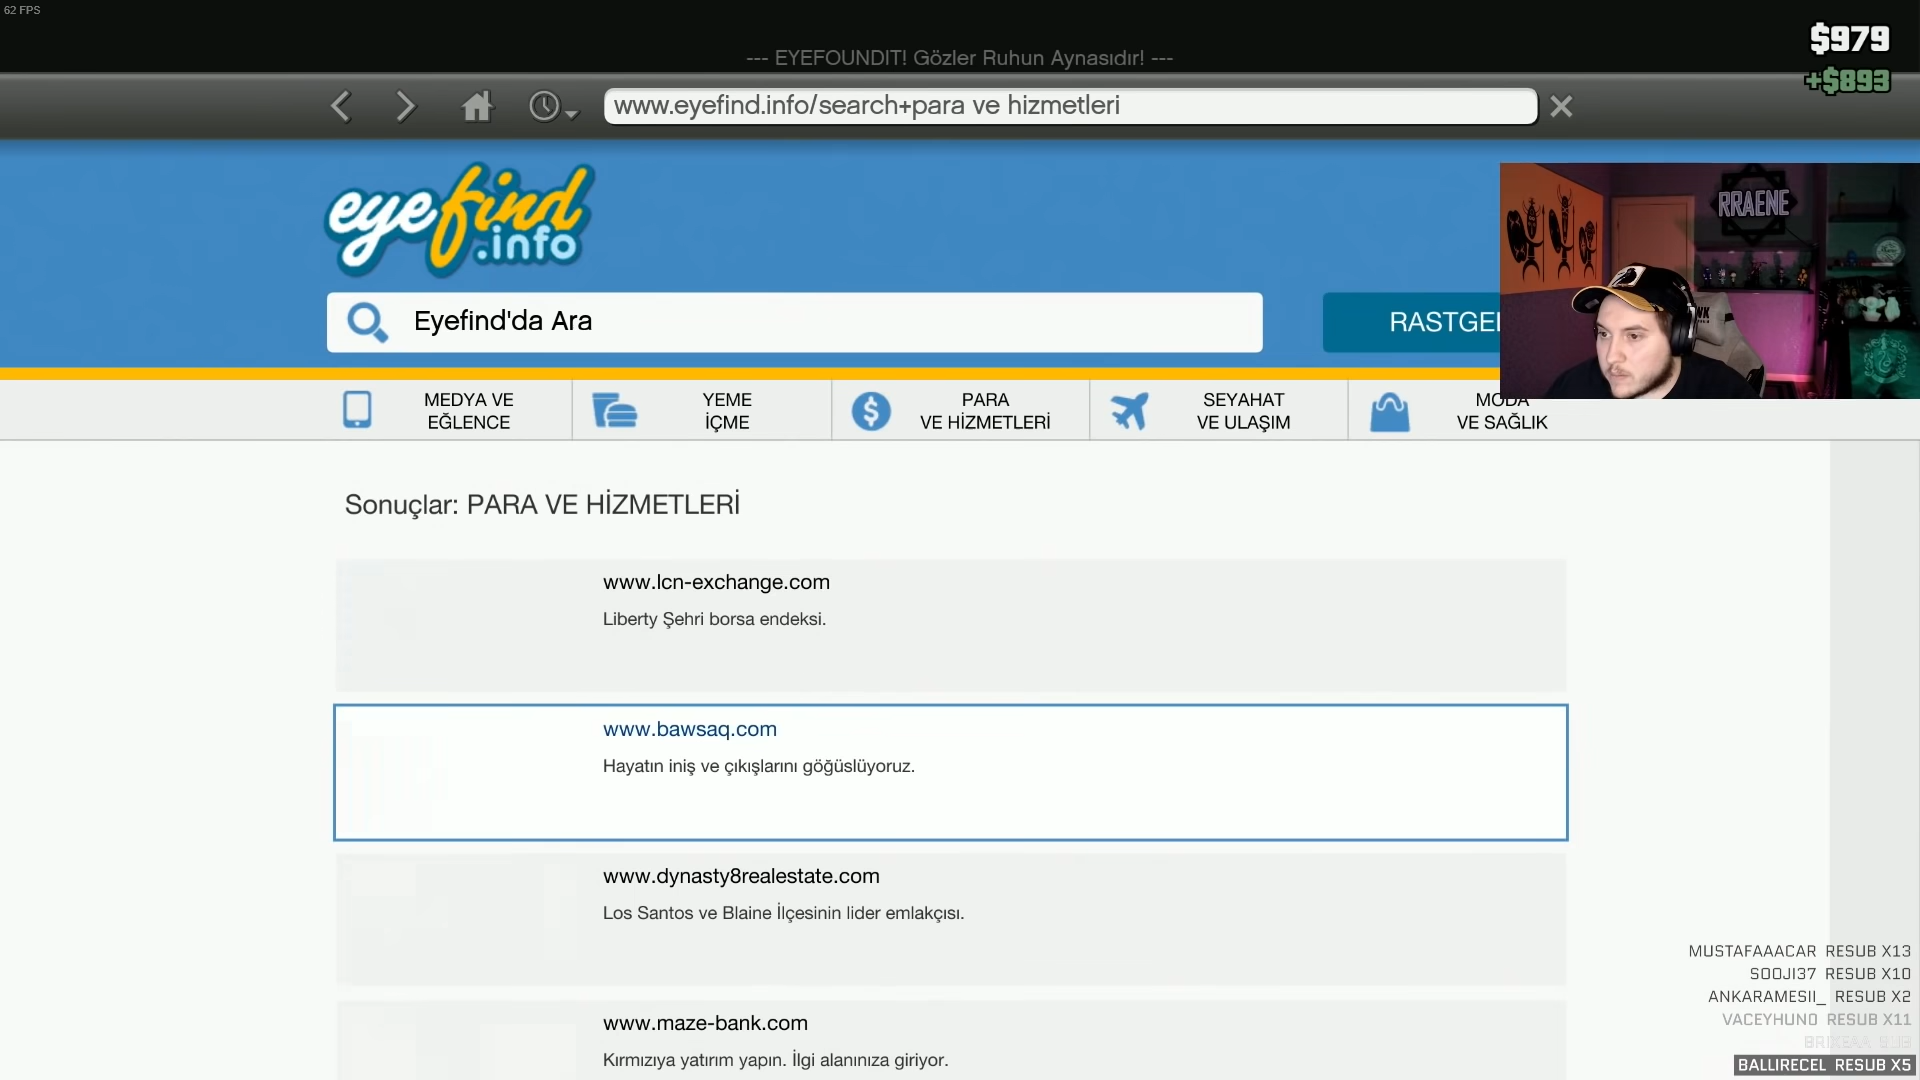 62 FPS
$979
+$893
--- EYEFOUNDIT! Gözler Ruhun Aynasıdır! ---
www.eyefind.info/search+para ve hizmetleri
eyefind
.info
RRAENE
Eyefind'da Ara
RASTGE
MEDYA VE
EĞLENCE
YEME
İÇME
PARA
VE HİZMETLERİ
SEYAHAT
VE ULAŞIM
MODA
VE SAĞLIK
Sonuçlar: PARA VE HİZMETLERİ
www.lcn-exchange.com
Liberty Şehri borsa endeksi.
www.bawsaq.com
Hayatın iniş ve çıkışlarını göğüslüyoruz.
www.dynasty8realestate.com
Los Santos ve Blaine İlçesinin lider emlakçısı.
www.maze-bank.com
Kırmızıya yatırım yapın. İlgi alanınıza giriyor.
MUSTAFAAACAR RESUB X13
SOOJI37 RESUB X10
ANKARAMESII_ RESUB X2
VACEYHUNO RESUB X11
BALLIRECEL RESUB X5